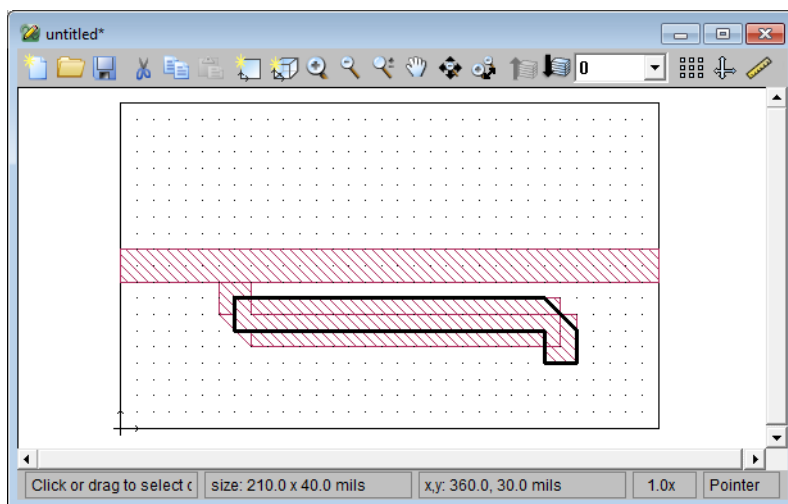 untitled*
0
Click or drag to select o
size: 210.0 x 40.0 mils
x,y: 360.0, 30.0 mils
1.0x
Pointer